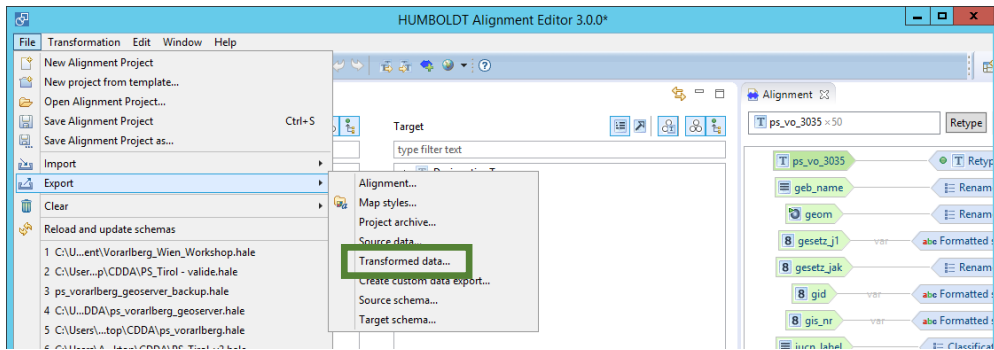 HUMBOLDT Alignment Editor 3.0.0*
File Transformation Edit Window Help
New Alignment Project
New project from template...
Open Alignment Project...
Save Alignment Project Ctrl+S
Save Alignment Project as...
Import
Export
Clear
Reload and update schemas
1 C:\U...ent\Vorarlberg_Wien_Workshop.hale
2 C:\User...p\CDDA\PS_Tirol - valide.hale
3 ps_vorarlberg_geoserver_backup.hale
4 C:\U...DDA\ps_vorarlberg_geoserver.hale
5 C:\Users\...top\CDDA\ps_vorarlberg.hale
Alignment...
Map styles...
Project archive...
Source data...
Transformed data...
Create custom data export...
Source schema...
Target schema...
Target
type filter text
Alignment
ps_vo_3035 ×50 Retype
ps_vo_3035 Retyp
geb_name Renam
geom Renam
gesetz_j1 var Formatted s
gesetz_jak Renam
gid var Formatted s
gis_nr var Formatted s
iucn_label Classificat